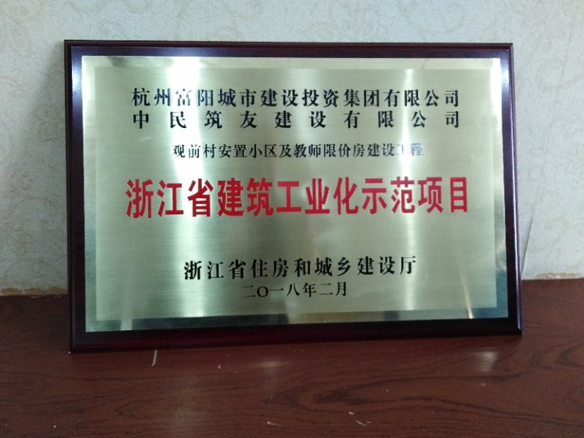 杭州富阳城市建设投资集团有限公司
中民筑友建设有限公司
观前村安置小区及教师限价房建设工程
浙江省建筑工业化示范项目
浙江省住房和城乡建设厅
二〇一八年二月